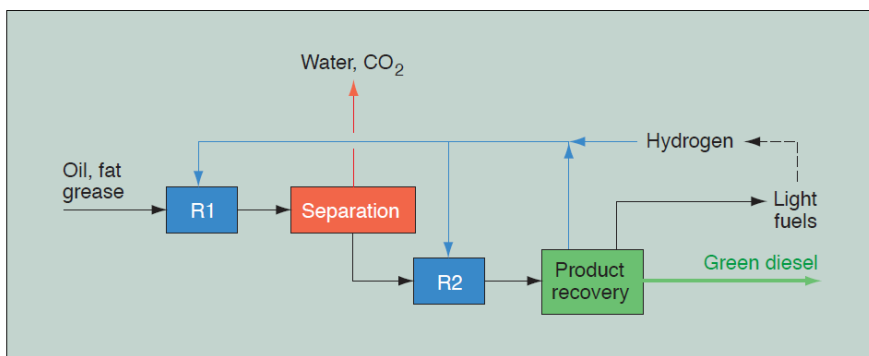 Water, CO₂
Hydrogen
Oil, fat
grease
R1
Separation
Light
fuels
Green diesel
Product
recovery
R2